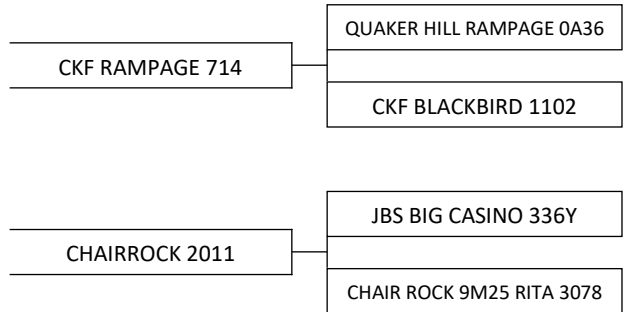 QUAKER HILL RAMPAGE 0A36
CKF RAMPAGE 714
CKF BLACKBIRD 1102
JBS BIG CASINO 336Y
CHAIRROCK 2011
CHAIR ROCK 9M25 RITA 3078